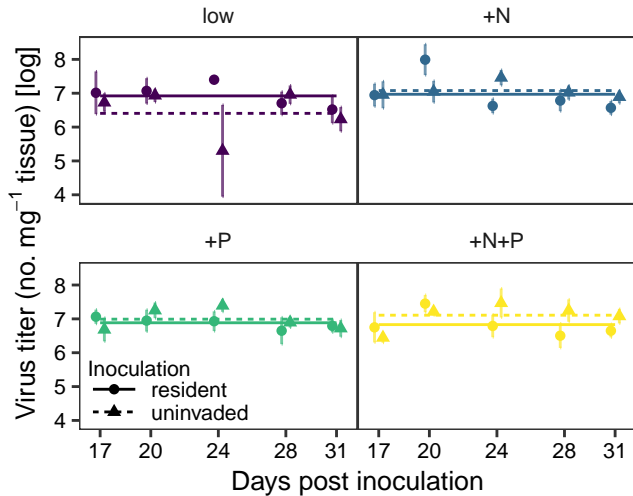 low
+N
8
7
6
5
4
+P
+N+P
8
7
6
5
4
Inoculation
resident
uninvaded
17 20 24 28 31
17 20 24 28 31
Days post inoculation
Virus titer (no. mg⁻¹ tissue) [log]